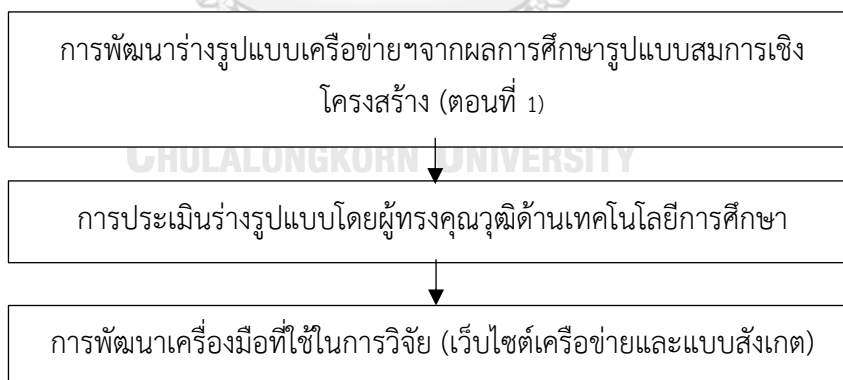 การพัฒนาร่างรูปแบบเครือข่ายฯจากผลการศึกษารูปแบบสมการเชิง
โครงสร้าง (ตอนที่ 1)
CHULALONGKORN UNIVERSITY
การประเมินร่างรูปแบบโดยผู้ทรงคุณวุฒิด้านเทคโนโลยีการศึกษา
การพัฒนาเครื่องมือที่ใช้ในการวิจัย (เว็บไซต์เครือข่ายและแบบสังเกต)